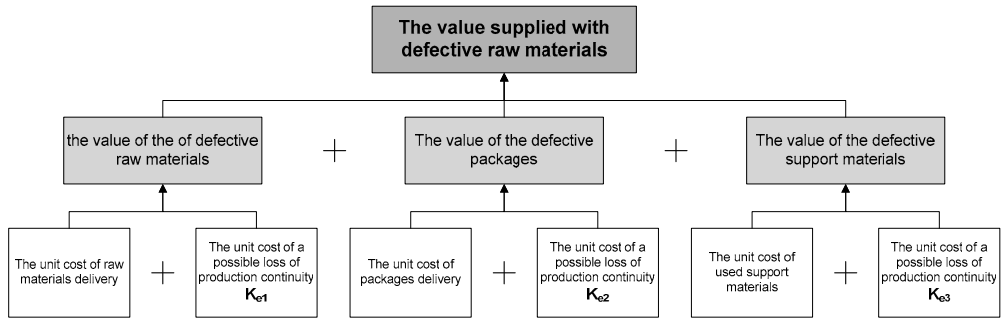 The value supplied with
defective raw materials
the value of the of defective
raw materials
+
The value of the defective
packages
+
The value of the defective
support materials
The unit cost of raw
materials delivery
+
The unit cost of a
possible loss of
production continuity
Ke1
The unit cost of
packages delivery
+
The unit cost of a
possible loss of
production continuity
Ke2
The unit cost of
used support
materials
+
The unit cost of a
possible loss of
production continuity
Ke3